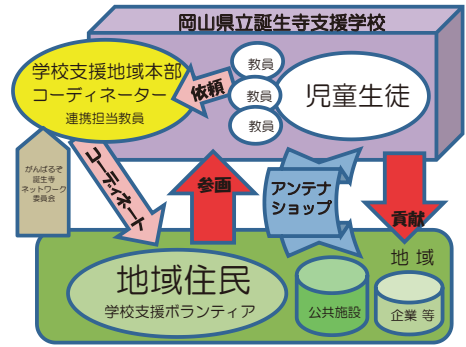 岡山県立誕生寺支援学校
学校支援地域本部
コーディネーター
連携担当教員
依頼
教員
教員
教員
児童生徒
がんばるぞ
誕生寺
ネットワーク
委員会
コーディネート
参画
アンテナ
ショップ
貢献
地域住民
学校支援ボランティア
公共施設
地域
企業 等